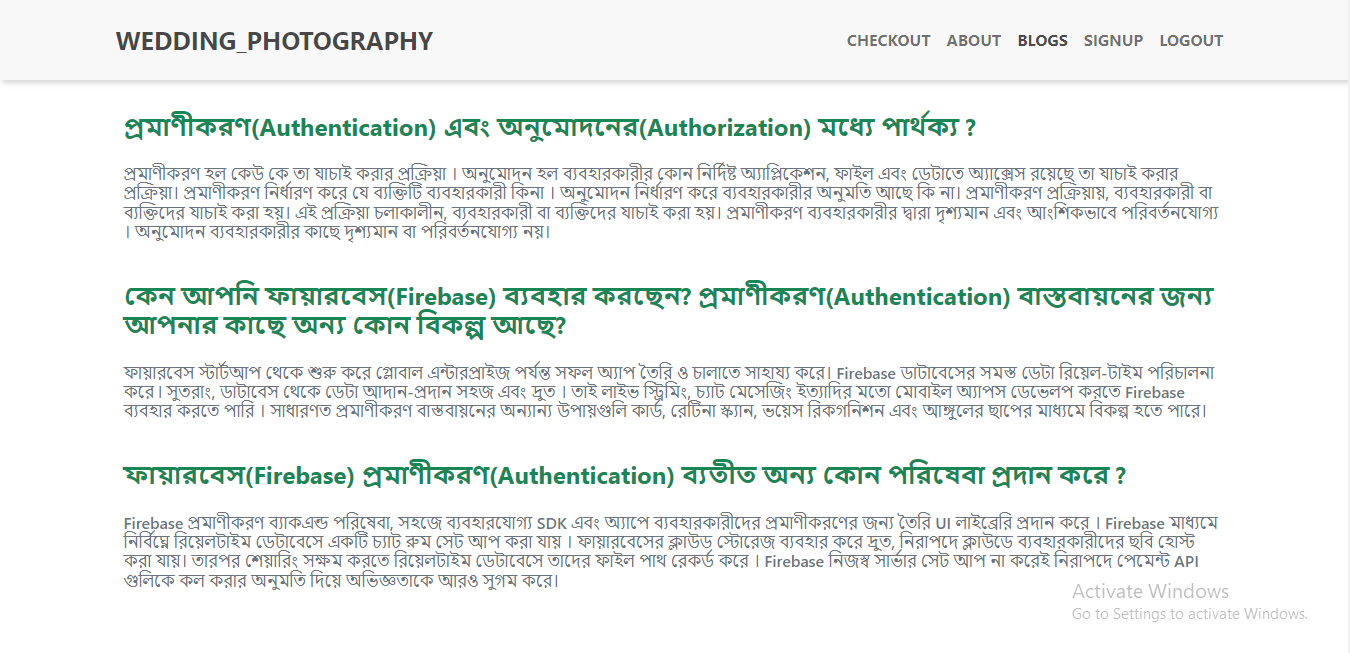 WEDDING_PHOTOGRAPHY
CHECKOUT ABOUT BLOGS SIGNUP LOGOUT
প্রমাণীকরণ(Authentication) এবং অনুমোদনের(Authorization) মধ্যে পার্থক্য ?
প্রমাণীকরণ হল কেউ কে তা যাচাই করার প্রক্রিয়া । অনুমোদন হল ব্যবহারকারীর কোন নির্দিষ্ট অ্যাপ্লিকেশন, ফাইল এবং ডেটাতে অ্যাক্সেস রয়েছে তা যাচাই করার
প্রক্রিয়া। প্রমাণীকরণ নির্ধারণ করে যে ব্যক্তিটি ব্যবহারকারী কিনা । অনুমোদন নির্ধারণ করে ব্যবহারকারীর অনুমতি আছে কি না। প্রমাণীকরণ প্রক্রিয়ায়, ব্যবহারকারী বা
ব্যক্তিদের যাচাই করা হয়। এই প্রক্রিয়া চলাকালীন, ব্যবহারকারী বা ব্যক্তিদের যাচাই করা হয়। প্রমাণীকরণ ব্যবহারকারীর দ্বারা দৃশ্যমান এবং আংশিকভাবে পরিবর্তনযোগ্য
। অনুমোদন ব্যবহারকারীর কাছে দৃশ্যমান বা পরিবর্তনযোগ্য নয়।
কেন আপনি ফায়ারবেস(Firebase) ব্যবহার করছেন? প্রমাণীকরণ(Authentication) বাস্তবায়নের জন্য
আপনার কাছে অন্য কোন বিকল্প আছে?
ফায়ারবেস স্টার্টআপ থেকে শুরু করে গ্লোবাল এন্টারপ্রাইজ পর্যন্ত সফল অ্যাপ তৈরি ও চালাতে সাহায্য করে। Firebase ডাটাবেসের সমস্ত ডেটা রিয়েল-টাইম পরিচালনা
করে। সুতরাং, ডাটাবেস থেকে ডেটা আদান-প্রদান সহজ এবং দ্রুত । তাই লাইভ স্ট্রিমিং, চ্যাট মেসেজিং ইত্যাদির মতো মোবাইল অ্যাপস ডেভেলপ করতে Firebase
ব্যবহার করতে পারি । সাধারণত প্রমাণীকরণ বাস্তবায়নের অন্যান্য উপায়গুলি কার্ড, রেটিনা স্ক্যান, ভয়েস রিকগনিশন এবং আঙ্গুলের ছাপের মাধ্যমে বিকল্প হতে পারে।
ফায়ারবেস(Firebase) প্রমাণীকরণ(Authentication) ব্যতীত অন্য কোন পরিষেবা প্রদান করে ?
Firebase প্রমাণীকরণ ব্যাকএন্ড পরিষেবা, সহজে ব্যবহারযোগ্য SDK এবং অ্যাপে ব্যবহারকারীদের প্রমাণীকরণের জন্য তৈরি UI লাইব্রেরি প্রদান করে । Firebase মাধ্যমে
নির্বিঘ্নে রিয়েলটাইম ডেটাবেসে একটি চ্যাট রুম সেট আপ করা যায় । ফায়ারবেসের ক্লাউড স্টোরেজ ব্যবহার করে দ্রুত, নিরাপদে ক্লাউডে ব্যবহারকারীদের ছবি হোস্ট
করা যায়। তারপর শেয়ারিং সক্ষম করতে রিয়েলটাইম ডেটাবেসে তাদের ফাইল পাথ রেকর্ড করে । Firebase নিজস্ব সার্ভার সেট আপ না করেই নিরাপদে পেমেন্ট API
গুলিকে কল করার অনুমতি দিয়ে অভিজ্ঞতাকে আরও সুগম করে।
Activate Windows
Go to Settings to activate Windows.